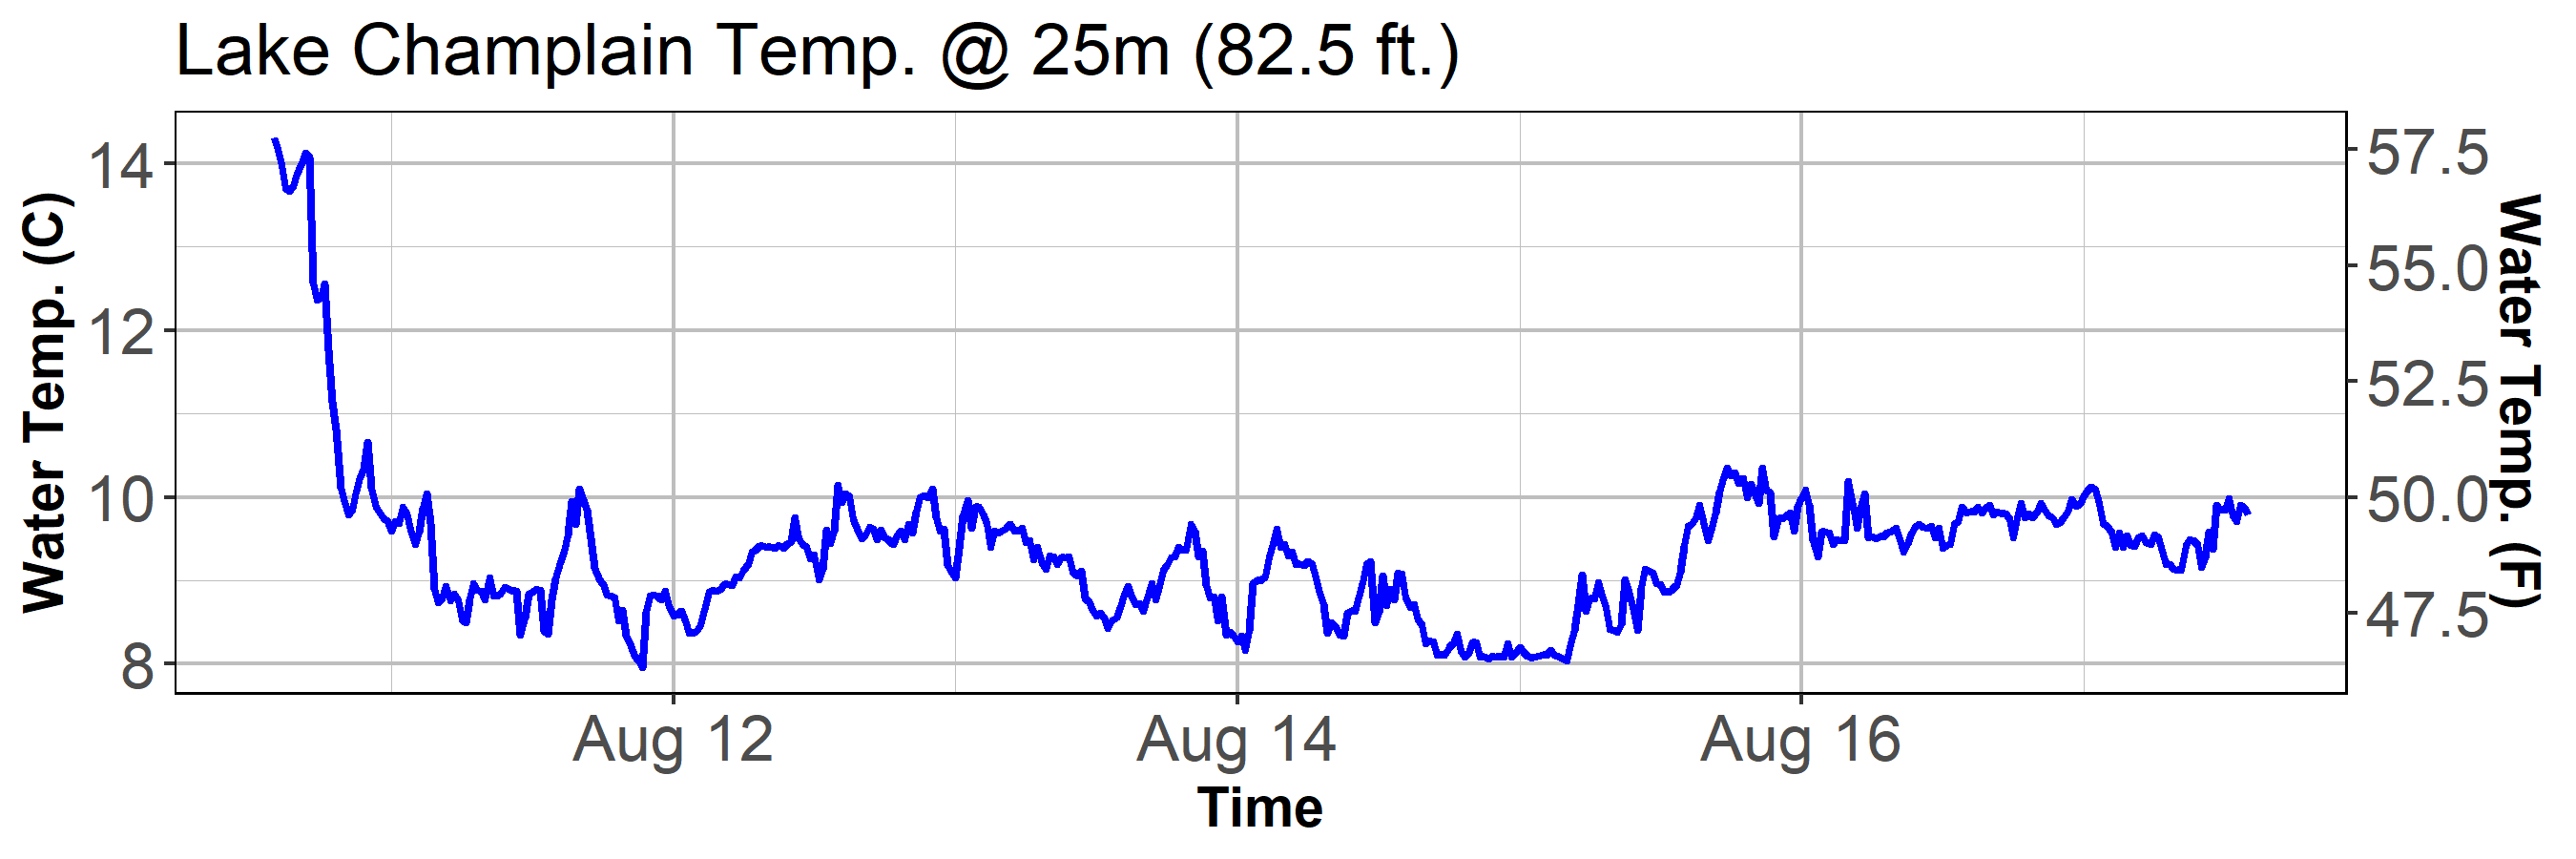 Lake Champlain Temp. @ 25m (82.5 ft.)
Water Temp. (C)
14
12
10
8
57.5
55.0
52.5
50.0
47.5
Water Temp. (F)
Aug 12
Aug 14
Aug 16
Time